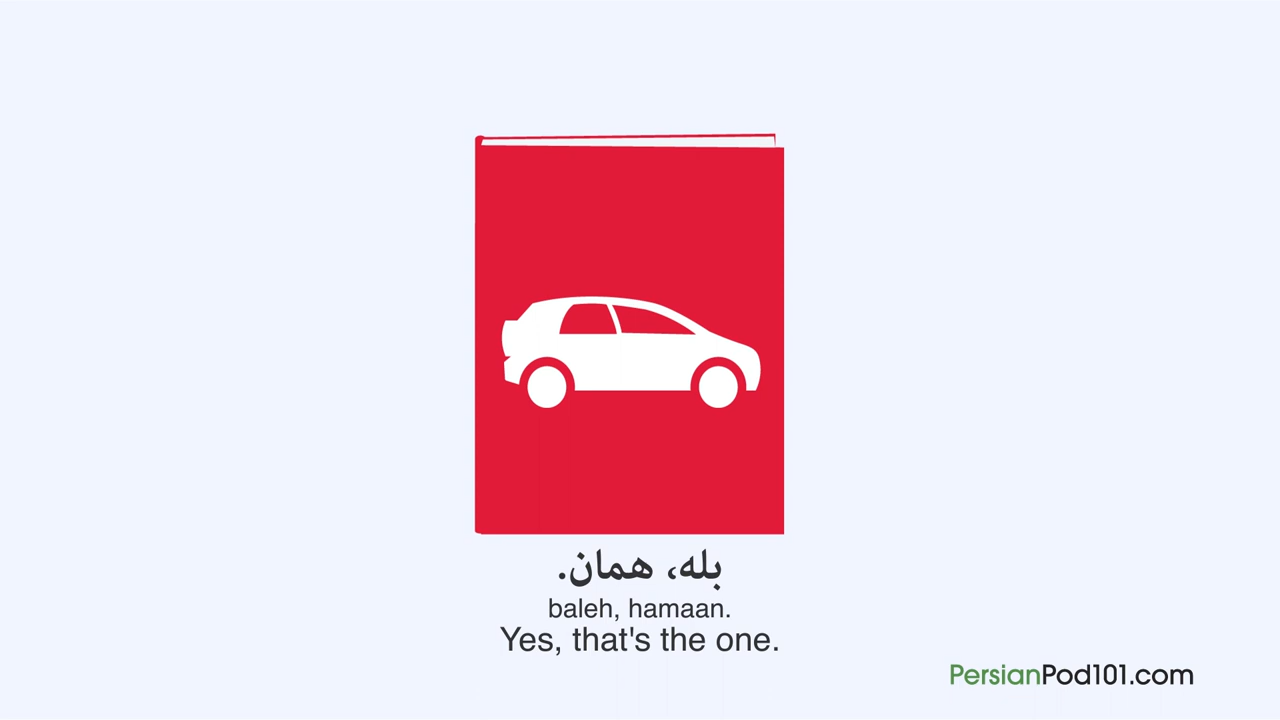 بله، همان.
baleh, hamaan.
Yes, that's the one.
PersianPod101.com